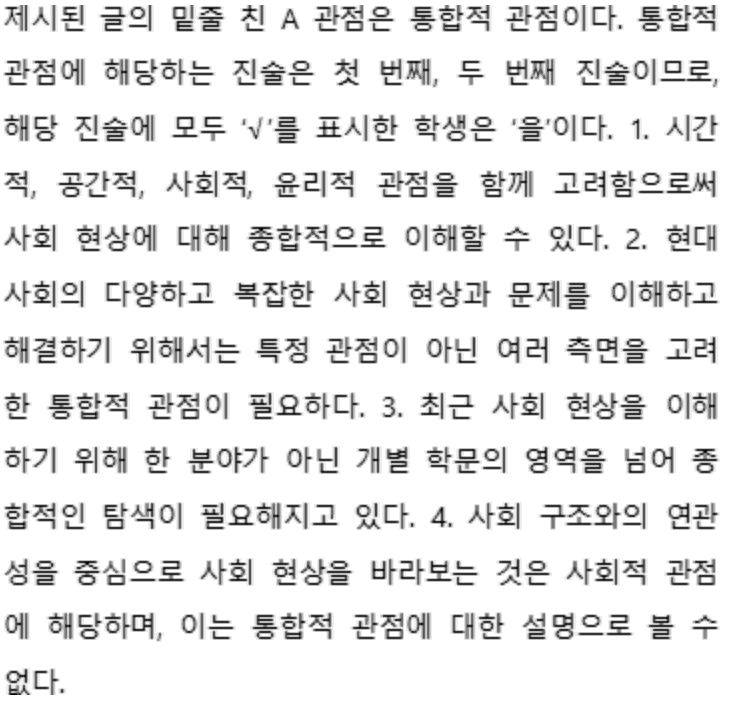 제시된 글의 밑줄 친 A 관점은 통합적 관점이다. 통합적
관점에 해당하는 진술은 첫 번째, 두 번째 진술이므로,
해당 진술에 모두 ‘√’를 표시한 학생은 ‘을’이다. 1. 시간
적, 공간적, 사회적, 윤리적 관점을 함께 고려함으로써
사회 현상에 대해 종합적으로 이해할 수 있다. 2. 현대
사회의 다양하고 복잡한 사회 현상과 문제를 이해하고
해결하기 위해서는 특정 관점이 아닌 여러 측면을 고려
한 통합적 관점이 필요하다. 3. 최근 사회 현상을 이해
하기 위해 한 분야가 아닌 개별 학문의 영역을 넘어 종
합적인 탐색이 필요해지고 있다. 4. 사회 구조와의 연관
성을 중심으로 사회 현상을 바라보는 것은 사회적 관점
에 해당하며, 이는 통합적 관점에 대한 설명으로 볼 수
없다.